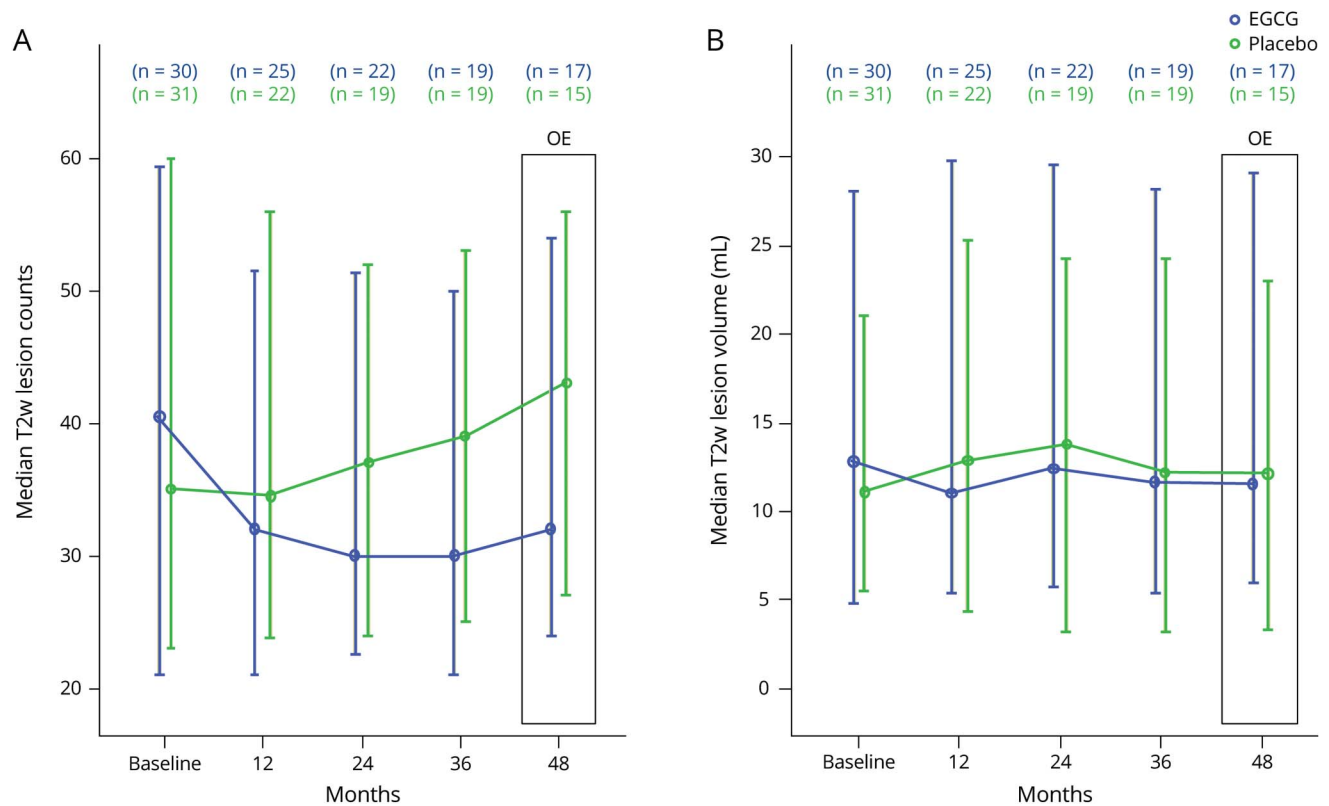 A
(n = 30) (n = 25) (n = 22) (n = 19) (n = 17)
(n = 31) (n = 22) (n = 19) (n = 19) (n = 15)
OE
60
50
40
30
20
Median T2w lesion counts
Baseline 12 24 36 48
Months
B
EGCG
Placebo
(n = 30) (n = 25) (n = 22) (n = 19) (n = 17)
(n = 31) (n = 22) (n = 19) (n = 19) (n = 15)
OE
30
25
20
15
10
5
0
Median T2w lesion volume (mL)
Baseline 12 24 36 48
Months